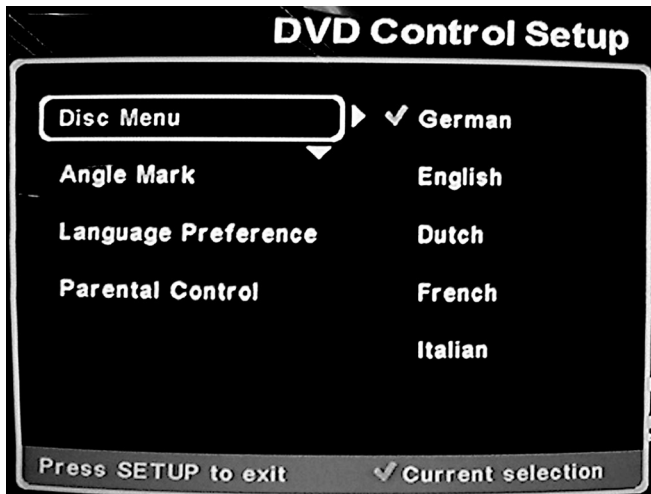 DVD Control Setup
Disc Menu
German
Angle Mark
English
Language Preference
Dutch
Parental Control
French
Italian
Press SETUP to exit
Current selection